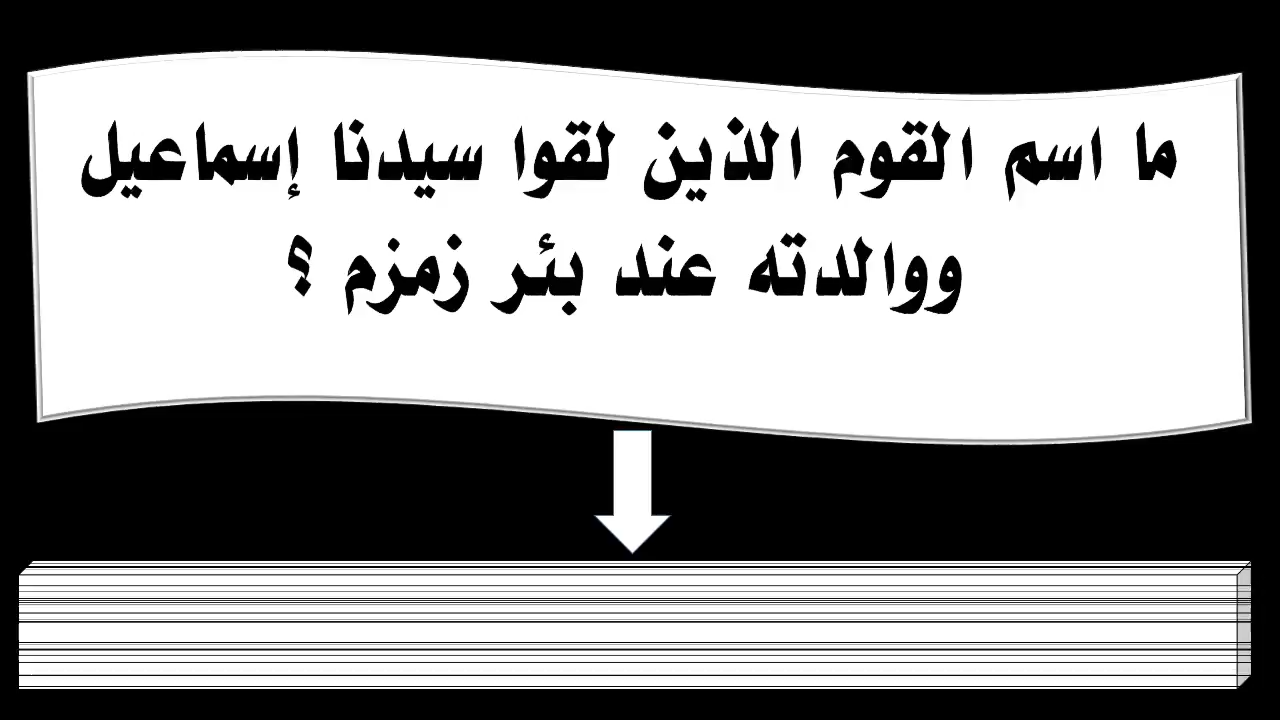 ما اسم القوم الذين لقوا سيدنا إسماعيل
ووالدته عند بئر زمزم ؟